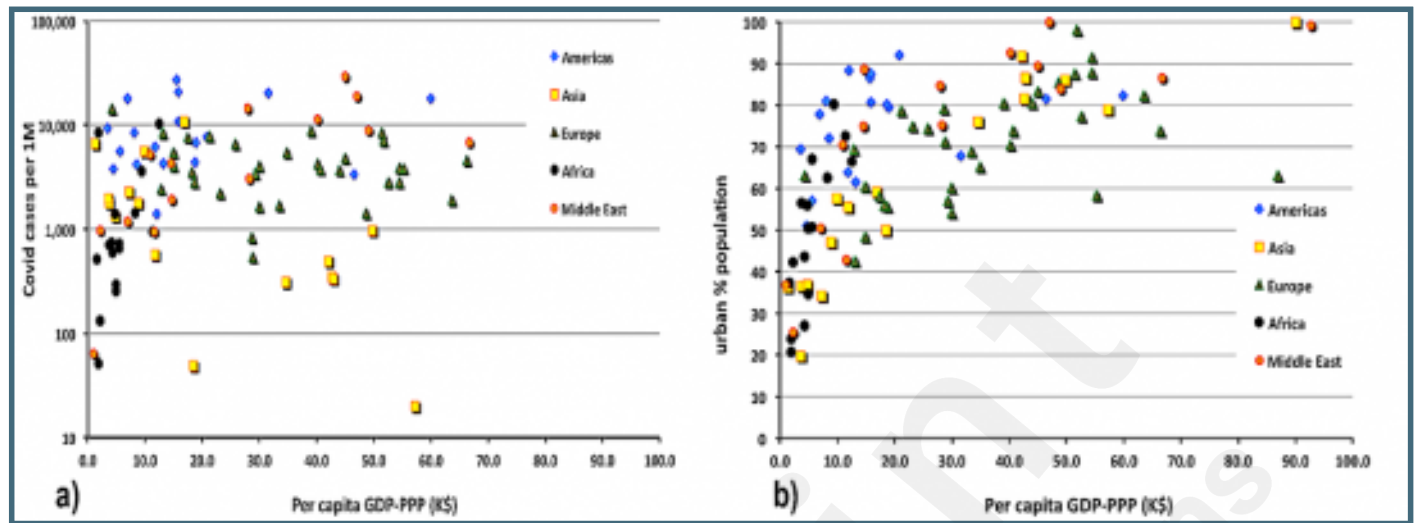 100,000
10,000
1,000
100
10
Covid cases per 1M
0.0 10.0 20.0 30.0 40.0 50.0 60.0 70.0 80.0 90.0 100.0
Per capita GDP-PPP (K$)
Americas
Asia
Europe
Africa
Middle East
a)
100
90
80
70
60
50
40
30
20
10
0
urban % population
0.0 10.0 20.0 30.0 40.0 50.0 60.0 70.0 80.0 90.0 100.0
Per capita GDP-PPP (K$)
Americas
Asia
Europe
Africa
Middle East
b)